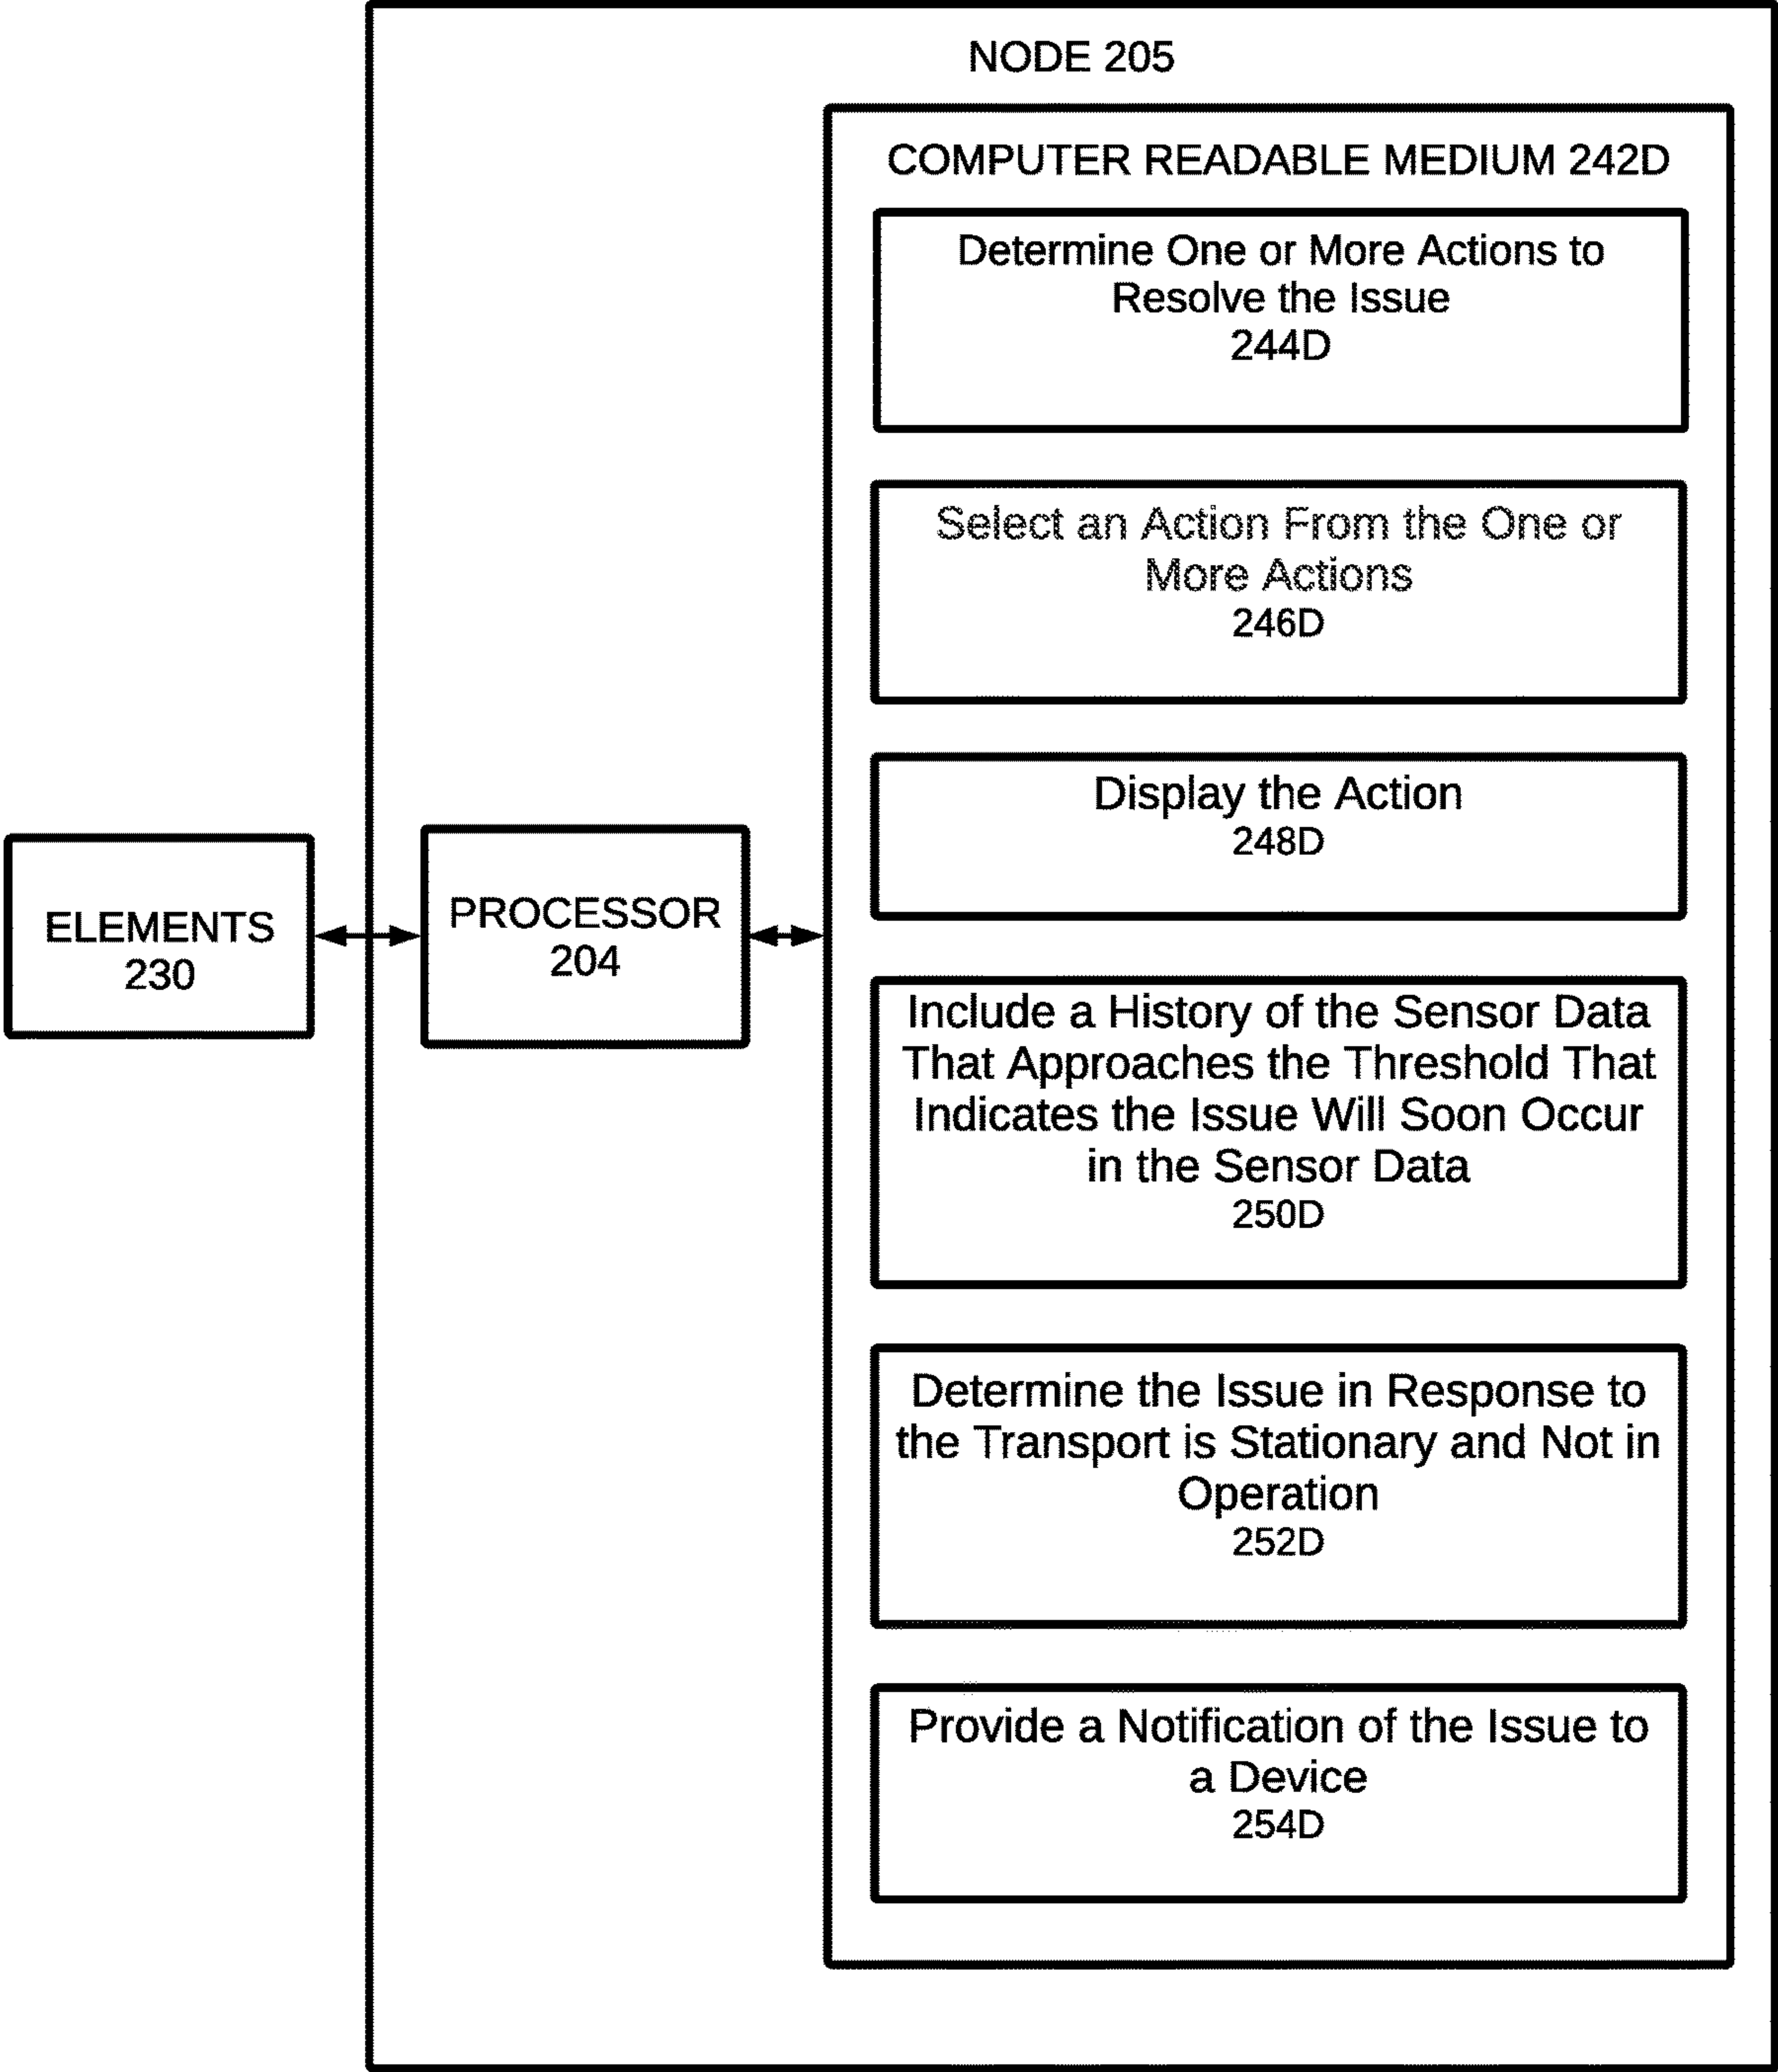 NODE 205
COMPUTER READABLE MEDIUM 242D
Determine One or More Actions to
Resolve the Issue
244D
Select an Action From the One or
More Actions
246D
Display the Action
248D
ELEMENTS
230
PROCESSOR
204
Include a History of the Sensor Data
That Approaches the Threshold That
Indicates the Issue Will Soon Occur
in the Sensor Data
250D
Determine the Issue in Response to
the Transport is Stationary and Not in
Operation
252D
Provide a Notification of the Issue to
a Device
254D